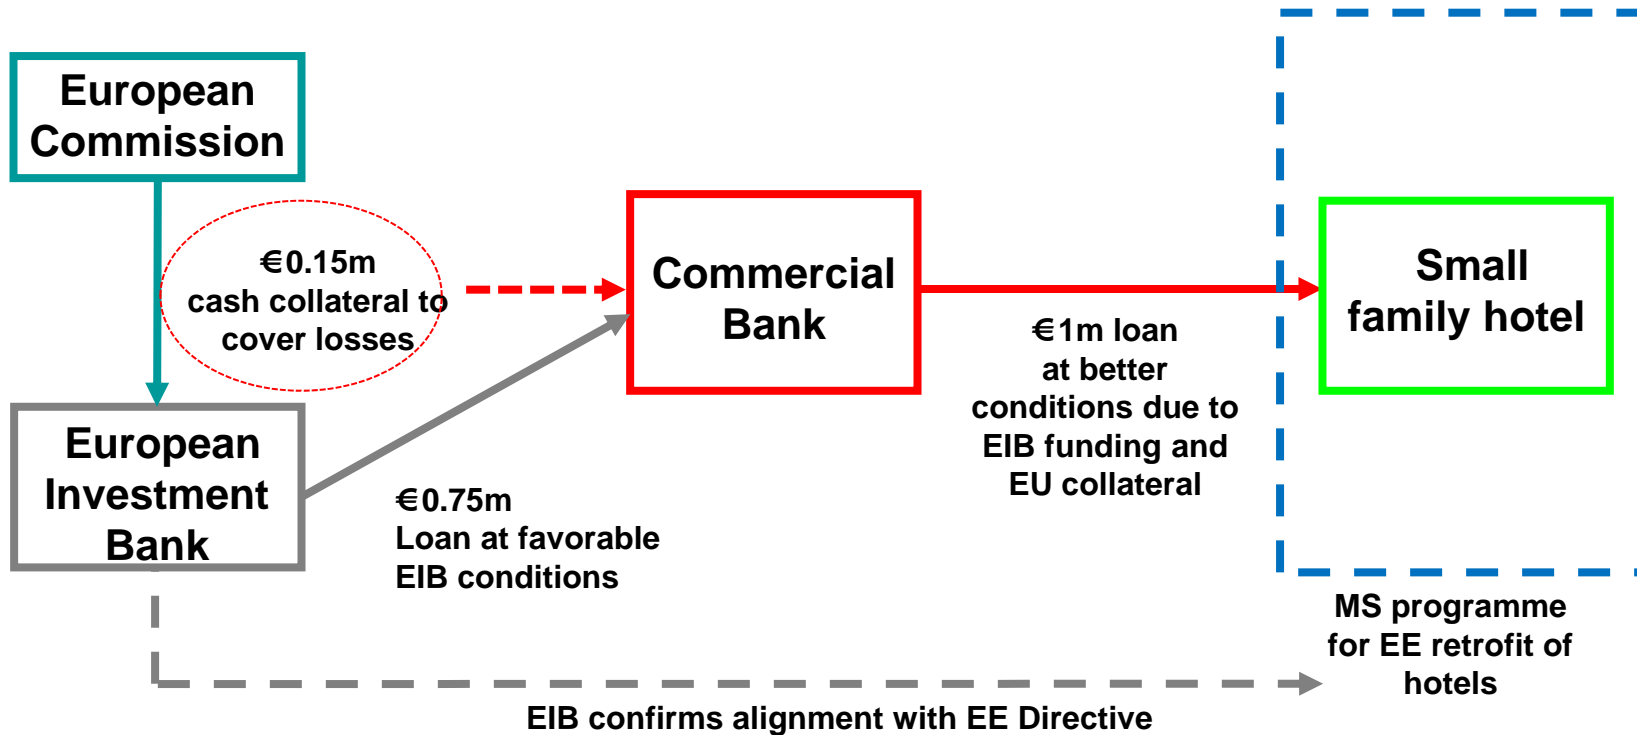 European
Commission
€0.15m
cash collateral to
cover losses
European
Investment
Bank
€0.75m
Loan at favorable
EIB conditions
Commercial
Bank
€1m loan
at better
conditions due to
EIB funding and
EU collateral
Small
family hotel
MS programme
for EE retrofit of
hotels
EIB confirms alignment with EE Directive